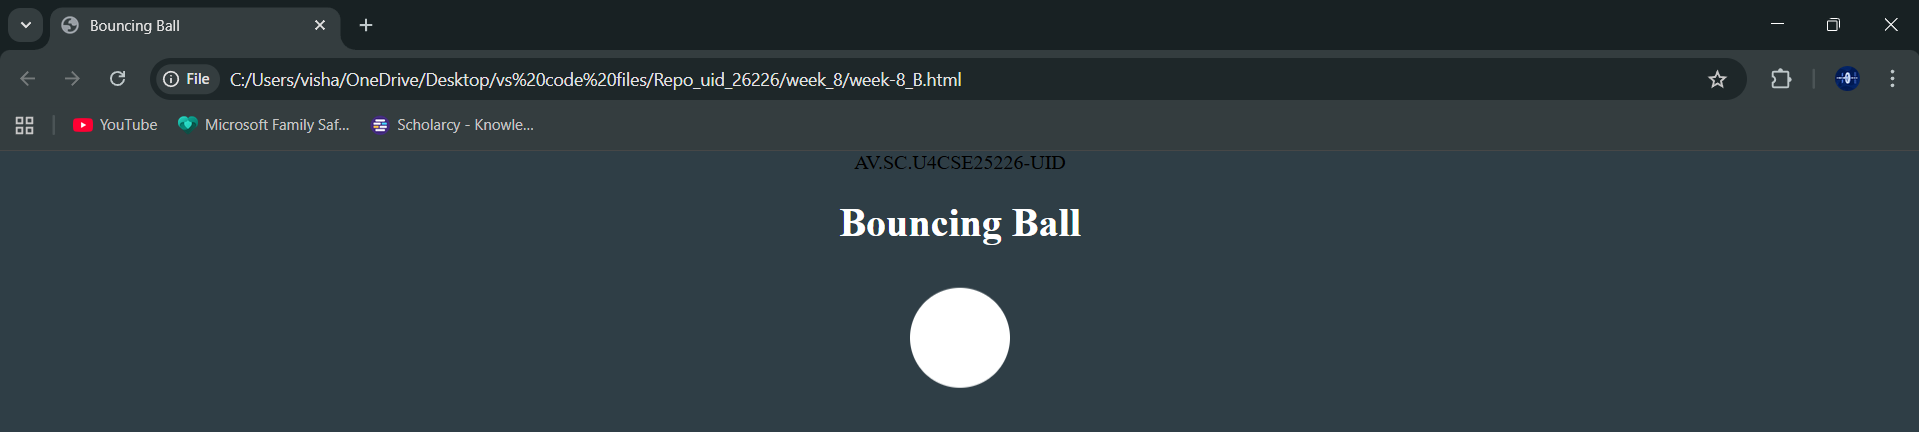 Bouncing Ball
File C:/Users/visha/OneDrive/Desktop/vs%20code%20files/Repo_uid_26226/week_8/week-8_B.html
YouTube Microsoft Family Saf... Scholarcy - Knowle...
AV.SC.U4CSE25226-UID
Bouncing Ball